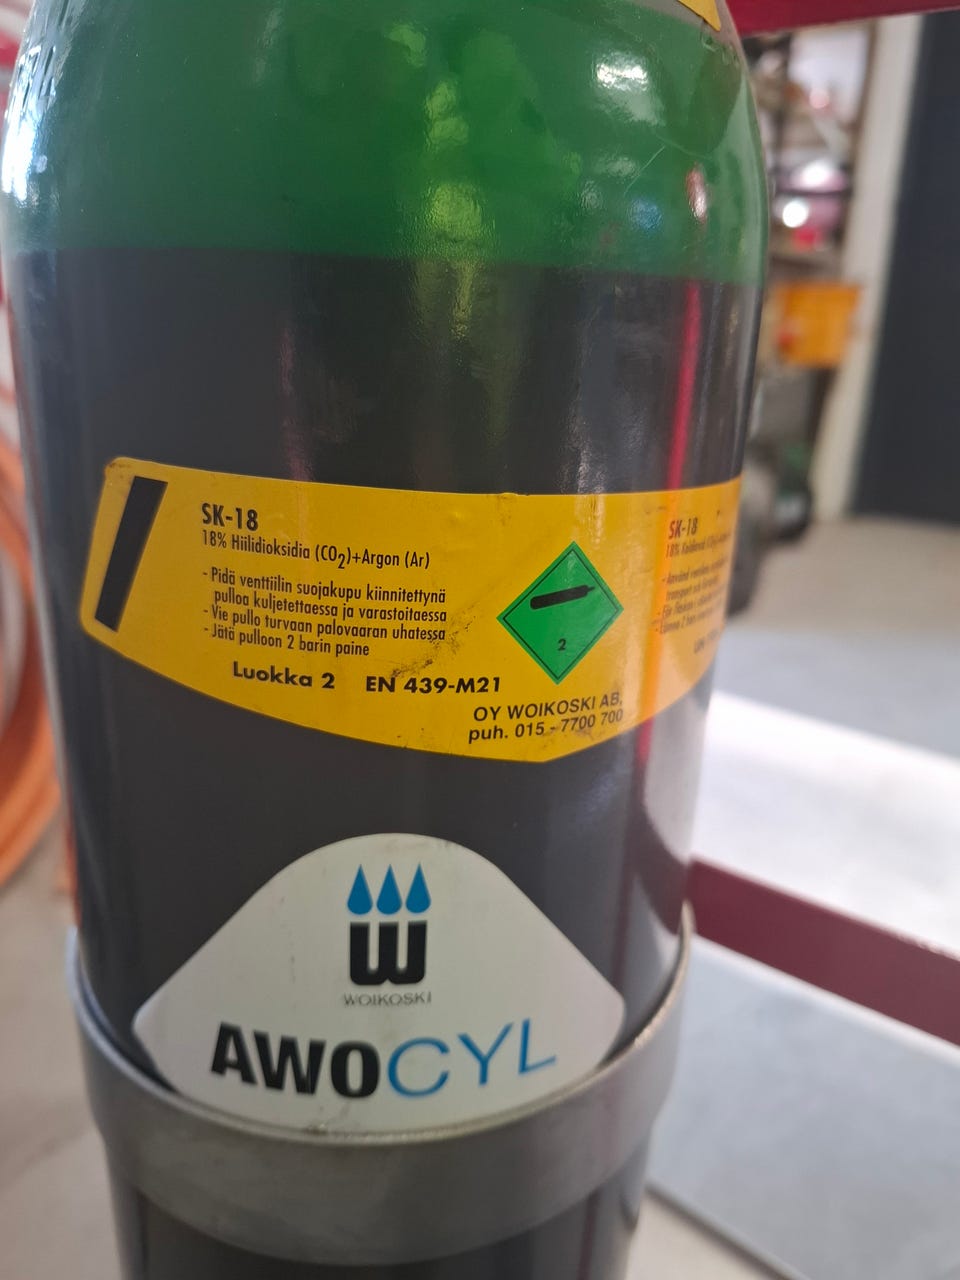 SK-18
18% Hiilidioksidia (CO₂)+Argon (Ar)
- Pidä venttiilin suojakupu kiinnitettynä
pulloa kuljetettaessa ja varastoitaessa
- Vie pullo turvaan palovaaran uhatessa
- Jätä pulloon 2 barin paine
Luokka 2 EN 439-M21
OY WOIKOSKI AB,
puh. 015 - 7700 700
2
SK-18
18%
W
WOIKOSKI
AWOCYL